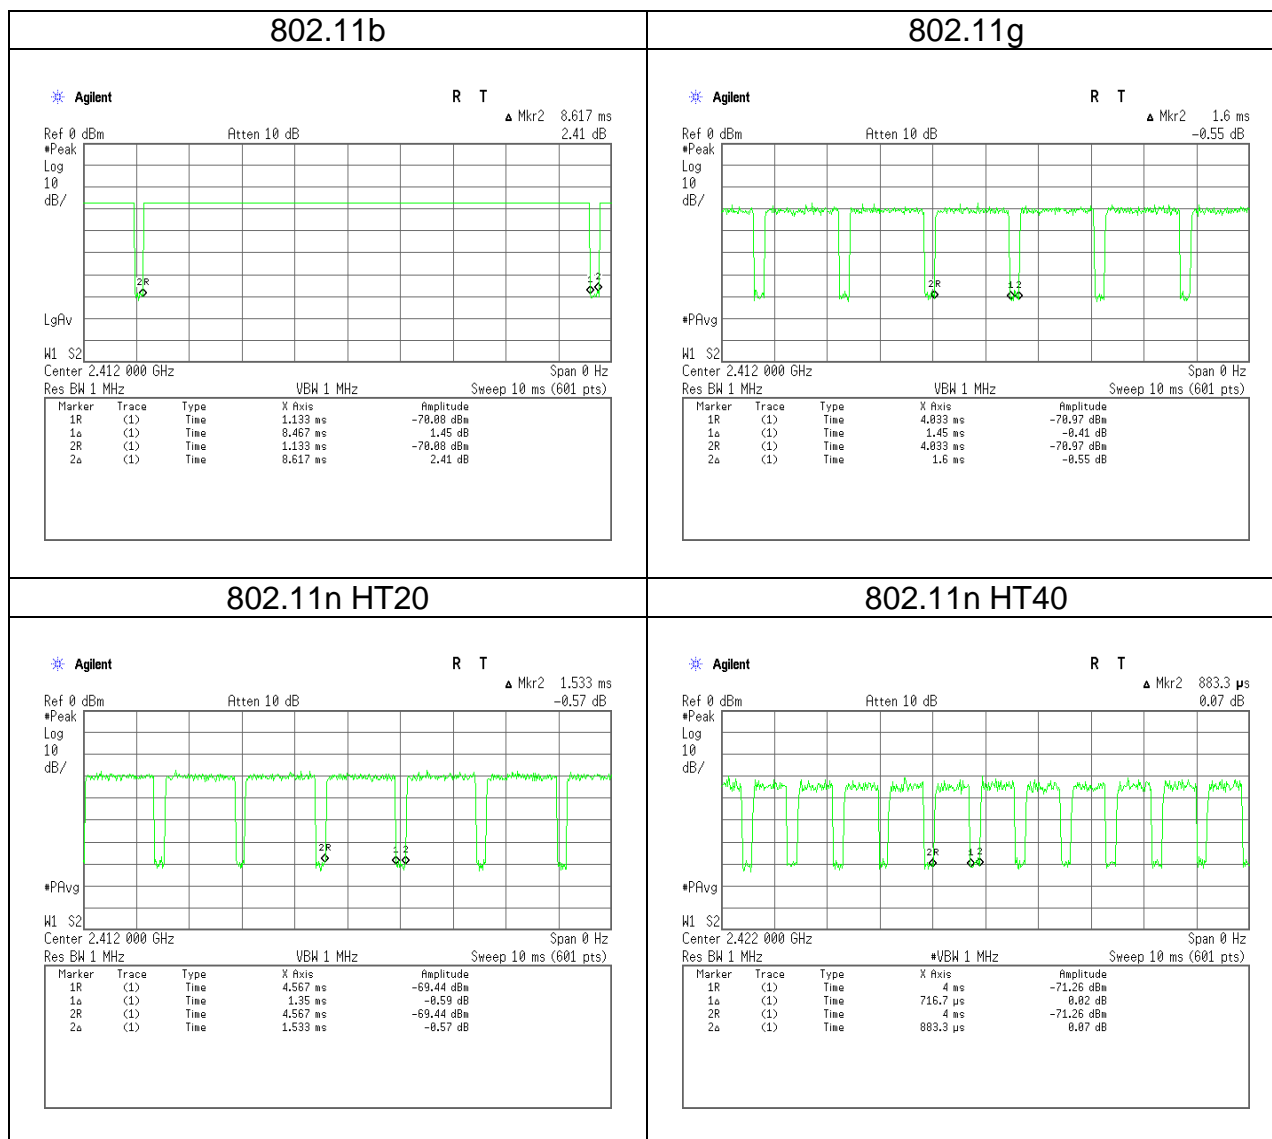 802.11b
Agilent
R T
Δ Mkr2 8.617 ms
Ref 0 dBm Atten 10 dB 2.41 dB
#Peak
Log
10
dB/
2R
1
2
LgAv
W1 S2
Center 2.412 000 GHz Span 0 Hz
Res BW 1 MHz VBW 1 MHz Sweep 10 ms (601 pts)
Marker Trace Type X Axis Amplitude
1R (1) Time 1.133 ms -70.08 dBm
1Δ (1) Time 8.467 ms 1.45 dB
2R (1) Time 1.133 ms -70.08 dBm
2Δ (1) Time 8.617 ms 2.41 dB
802.11g
Agilent
R T
Δ Mkr2 1.6 ms
Ref 0 dBm Atten 10 dB -0.55 dB
#Peak
Log
10
dB/
2R
1 2
#PAvg
W1 S2
Center 2.412 000 GHz Span 0 Hz
Res BW 1 MHz VBW 1 MHz Sweep 10 ms (601 pts)
Marker Trace Type X Axis Amplitude
1R (1) Time 4.033 ms -70.97 dBm
1Δ (1) Time 1.45 ms -0.41 dB
2R (1) Time 4.033 ms -70.97 dBm
2Δ (1) Time 1.6 ms -0.55 dB
802.11n HT20
Agilent
R T
Δ Mkr2 1.533 ms
Ref 0 dBm Atten 10 dB -0.57 dB
#Peak
Log
10
dB/
2R
1 2
#PAvg
W1 S2
Center 2.412 000 GHz Span 0 Hz
Res BW 1 MHz VBW 1 MHz Sweep 10 ms (601 pts)
Marker Trace Type X Axis Amplitude
1R (1) Time 4.567 ms -69.44 dBm
1Δ (1) Time 1.35 ms -0.59 dB
2R (1) Time 4.567 ms -69.44 dBm
2Δ (1) Time 1.533 ms -0.57 dB
802.11n HT40
Agilent
R T
Δ Mkr2 883.3 µs
Ref 0 dBm Atten 10 dB 0.07 dB
#Peak
Log
10
dB/
2R
1 2
#PAvg
W1 S2
Center 2.422 000 GHz Span 0 Hz
Res BW 1 MHz #VBW 1 MHz Sweep 10 ms (601 pts)
Marker Trace Type X Axis Amplitude
1R (1) Time 4 ms -71.26 dBm
1Δ (1) Time 716.7 µs 0.02 dB
2R (1) Time 4 ms -71.26 dBm
2Δ (1) Time 883.3 µs 0.07 dB